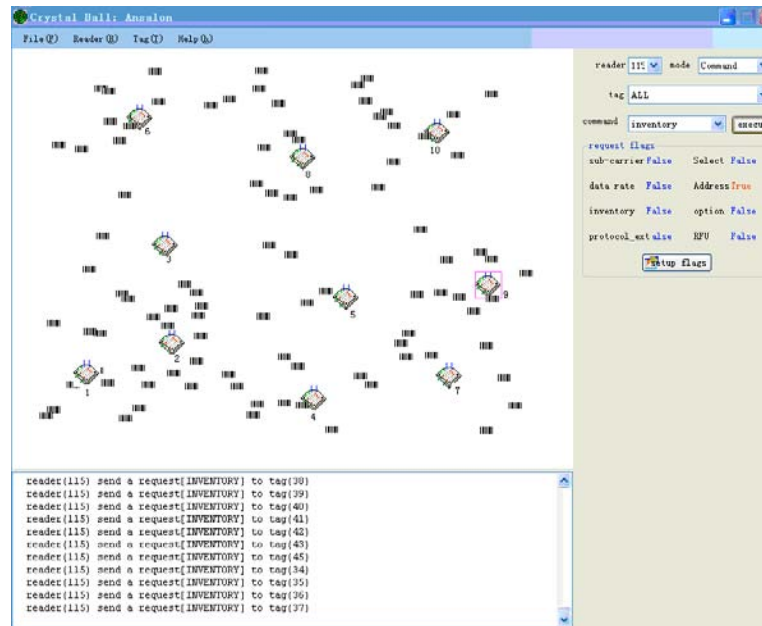 Crystal Ball: Ansalon
File(F) Reader(R) Tag(T) Help(h)
reader 115 mode Command
tag ALL
command inventory execu
request flags
sub-carrier False Select False
data rate False Address True
inventory False option False
protocol_ext alse RFU False
Setup flags
6
8
10
3
5
9
2
1
4
7
reader(115) send a request[INVENTORY] to tag(38)
reader(115) send a request[INVENTORY] to tag(39)
reader(115) send a request[INVENTORY] to tag(40)
reader(115) send a request[INVENTORY] to tag(41)
reader(115) send a request[INVENTORY] to tag(42)
reader(115) send a request[INVENTORY] to tag(43)
reader(115) send a request[INVENTORY] to tag(45)
reader(115) send a request[INVENTORY] to tag(34)
reader(115) send a request[INVENTORY] to tag(35)
reader(115) send a request[INVENTORY] to tag(36)
reader(115) send a request[INVENTORY] to tag(37)